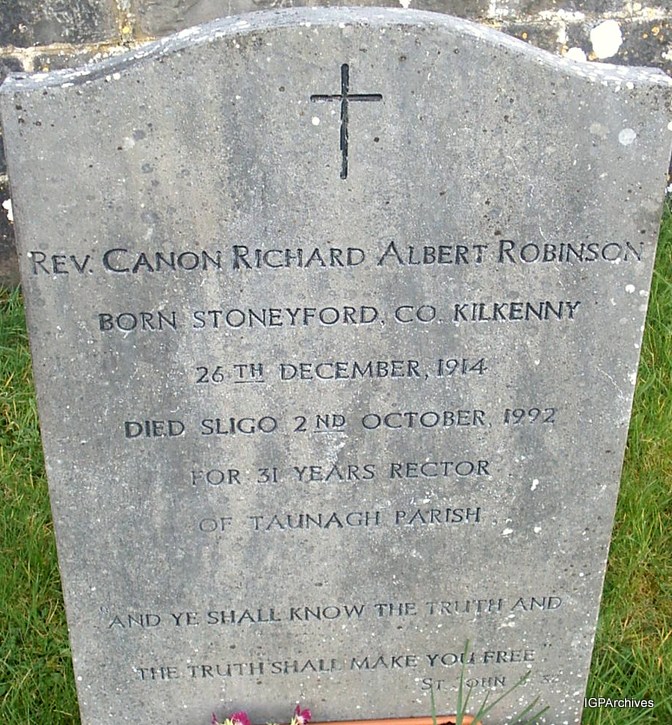 REV. CANON RICHARD ALBERT ROBINSON
BORN STONEYFORD, CO. KILKENNY
26TH DECEMBER, 1914
DIED SLIGO 2ND OCTOBER, 1992
FOR 31 YEARS RECTOR
OF TAUNAGH PARISH
"AND YE SHALL KNOW THE TRUTH AND
THE TRUTH SHALL MAKE YOU FREE"
ST. JOHN
IGPArchives